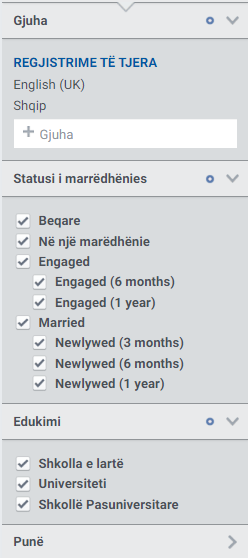 Gjuha
REGJISTRIME TË TJERA
English (UK)
Shqip
Gjuha
Statusi i marrëdhënies
Beqare
Në një marëdhënie
Engaged
Engaged (6 months)
Engaged (1 year)
Married
Newlywed (3 months)
Newlywed (6 months)
Newlywed (1 year)
Edukimi
Shkolla e lartë
Universiteti
Shkollë Pasuniversitare
Punë